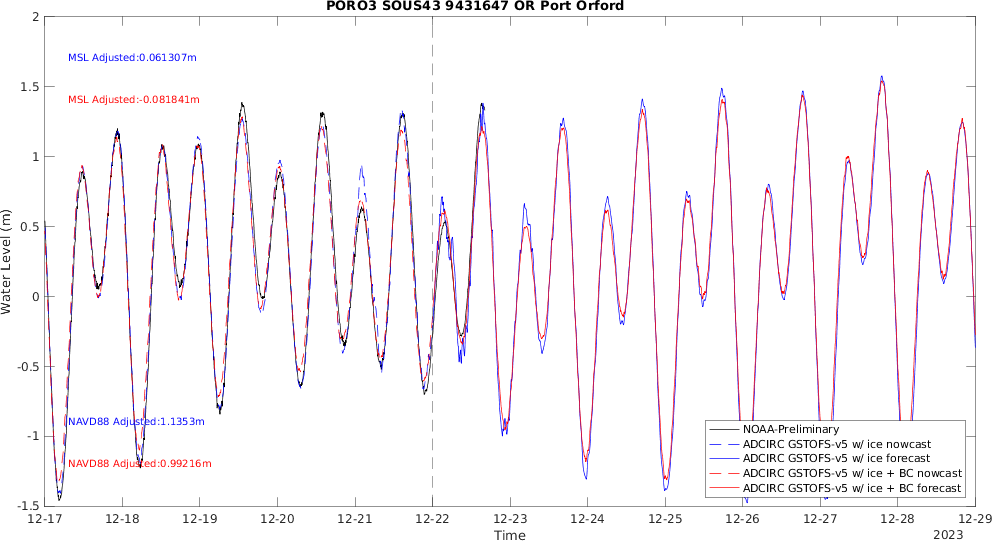 PORO3 SOUS43 9431647 OR Port Orford
2
1.5
1
0.5
0
-0.5
-1
-1.5
Water Level (m)
MSL Adjusted:0.061307m
MSL Adjusted:-0.081841m
NAVD88 Adjusted:1.1353m
NAVD88 Adjusted:0.99216m
NOAA-Preliminary
ADCIRC GSTOFS-v5 w/ ice nowcast
ADCIRC GSTOFS-v5 w/ ice forecast
ADCIRC GSTOFS-v5 w/ ice + BC nowcast
ADCIRC GSTOFS-v5 w/ ice + BC forecast
12-17 12-18 12-19 12-20 12-21 12-22 12-23 12-24 12-25 12-26 12-27 12-28 12-29
Time
2023